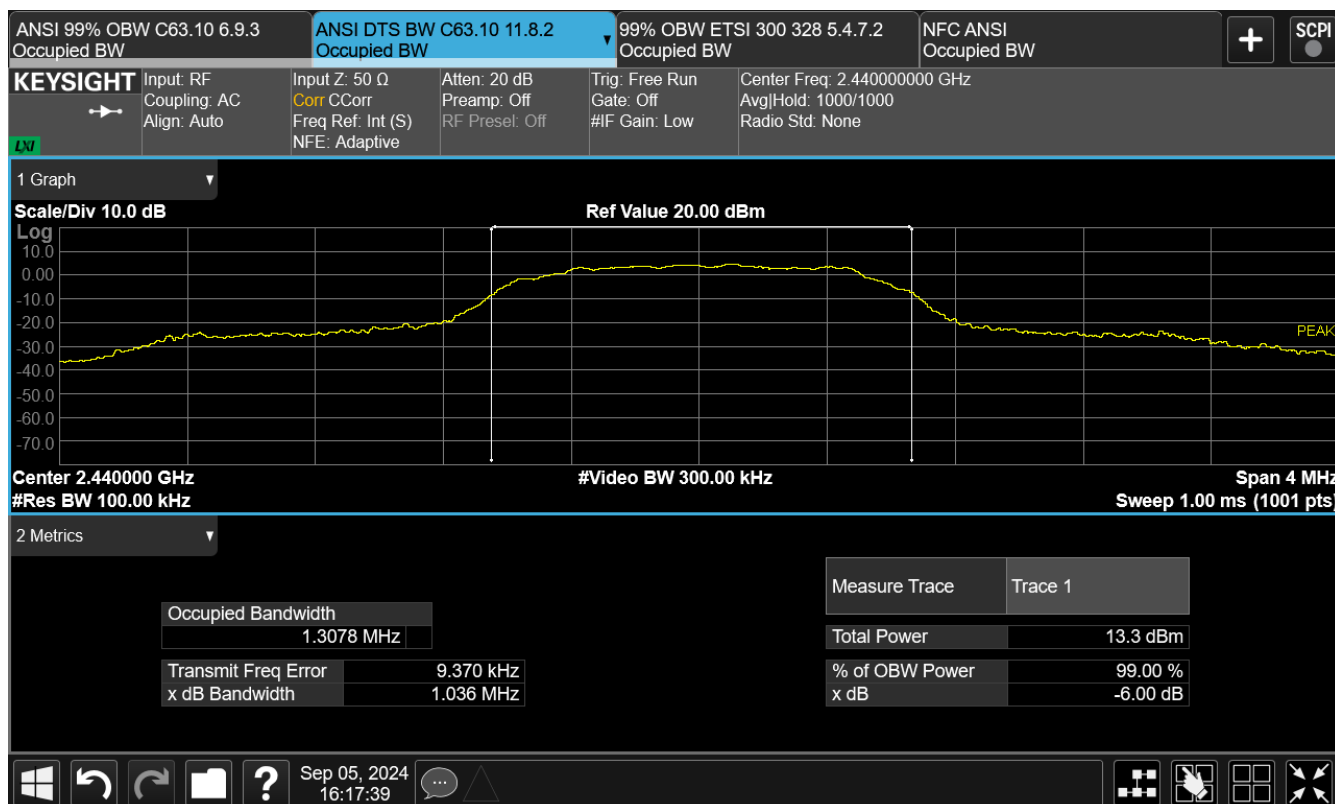 ANSI 99% OBW C63.10 6.9.3
Occupied BW
ANSI DTS BW C63.10 11.8.2
Occupied BW
99% OBW ETSI 300 328 5.4.7.2
Occupied BW
NFC ANSI
Occupied BW
SCPI
KEYSIGHT
LXI
Input: RF
Coupling: AC
Align: Auto
Input Z: 50 Ω
Corr CCorr
Freq Ref: Int (S)
NFE: Adaptive
Atten: 20 dB
Preamp: Off
RF Presel: Off
Trig: Free Run
Gate: Off
#IF Gain: Low
Center Freq: 2.440000000 GHz
Avg|Hold: 1000/1000
Radio Std: None
1 Graph
Scale/Div 10.0 dB
Ref Value 20.00 dBm
Log
10.0
0.00
-10.0
-20.0
-30.0
-40.0
-50.0
-60.0
-70.0
PEAK
Center 2.440000 GHz
#Video BW 300.00 kHz
Span 4 MHz
#Res BW 100.00 kHz
Sweep 1.00 ms (1001 pts)
2 Metrics
Measure Trace Trace 1
Occupied Bandwidth
1.3078 MHz
Total Power 13.3 dBm
Transmit Freq Error 9.370 kHz
% of OBW Power 99.00 %
x dB Bandwidth 1.036 MHz
x dB -6.00 dB
?
Sep 05, 2024
16:17:39